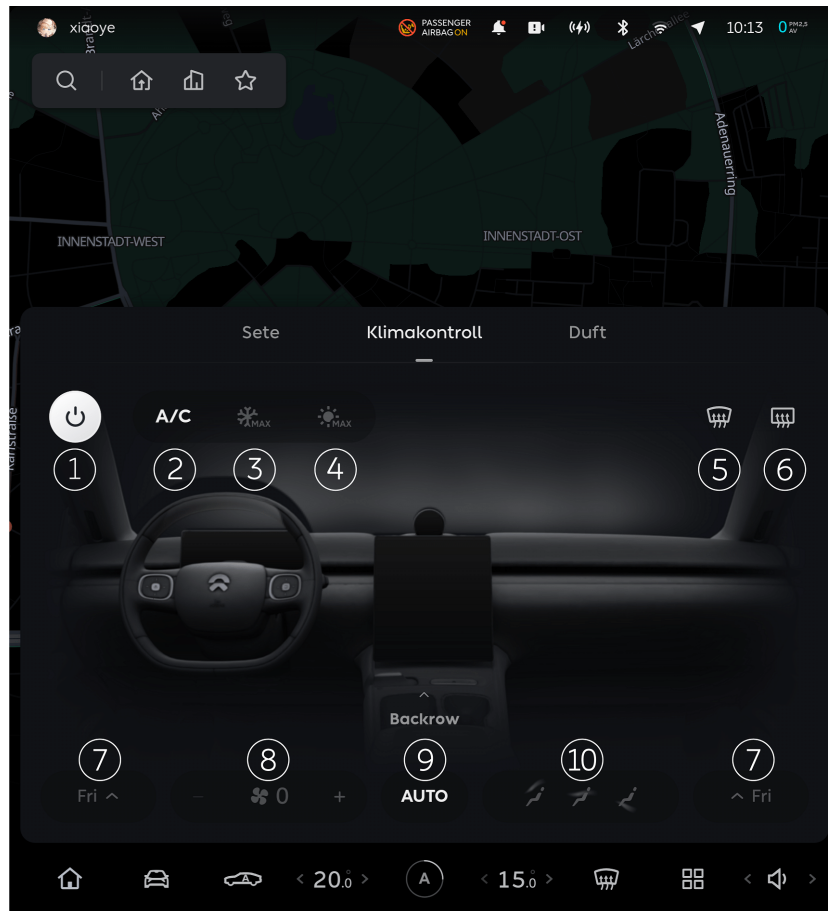 xiaoye
PASSENGER
AIRBAG ON
10:13
0 PM2,5
AV
Lärchenallee
Adenauerring
INNENSTADT-WEST
INNENSTADT-OST
Karlstraße
Sete
Klimakontroll
Duft
A/C
MAX
MAX
1
2
3
4
5
6
Backrow
7
8
9
10
7
Fri
− 0 +
AUTO
Fri
< 20.0 >
A
< 15.0 >
< >